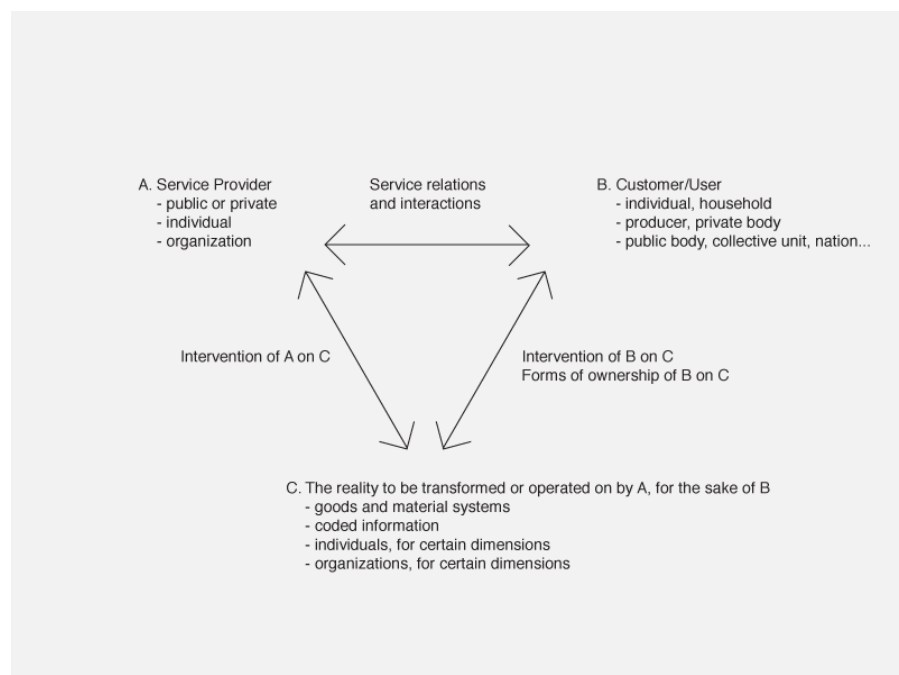 A. Service Provider
- public or private
- individual
- organization
Service relations
and interactions
B. Customer/User
- individual, household
- producer, private body
- public body, collective unit, nation...
Intervention of A on C
Intervention of B on C
Forms of ownership of B on C
C. The reality to be transformed or operated on by A, for the sake of B
- goods and material systems
- coded information
- individuals, for certain dimensions
- organizations, for certain dimensions